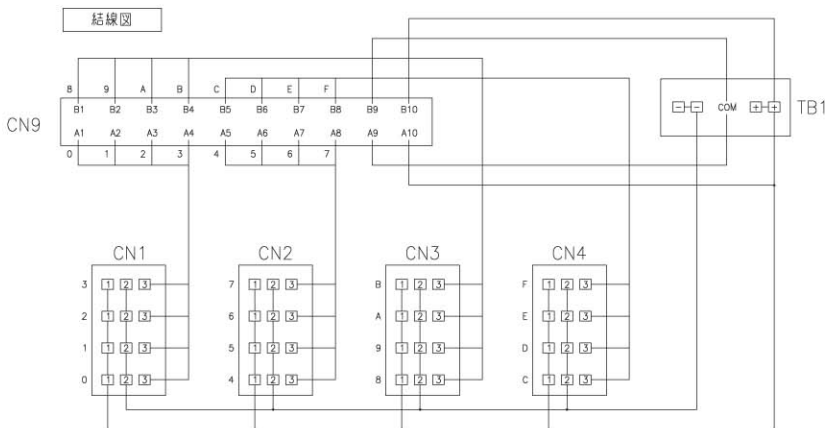 結線図
8 9 A B C D E F
B1 B2 B3 B4 B5 B6 B7 B8 B9 B10
CN9
A1 A2 A3 A4 A5 A6 A7 A8 A9 A10
0 1 2 3 4 5 6 7
- - COM + + TB1
CN1 CN2 CN3 CN4
3 1 2 3 7 1 2 3 B 1 2 3 F 1 2 3
2 1 2 3 6 1 2 3 A 1 2 3 E 1 2 3
1 1 2 3 5 1 2 3 9 1 2 3 D 1 2 3
0 1 2 3 4 1 2 3 8 1 2 3 C 1 2 3